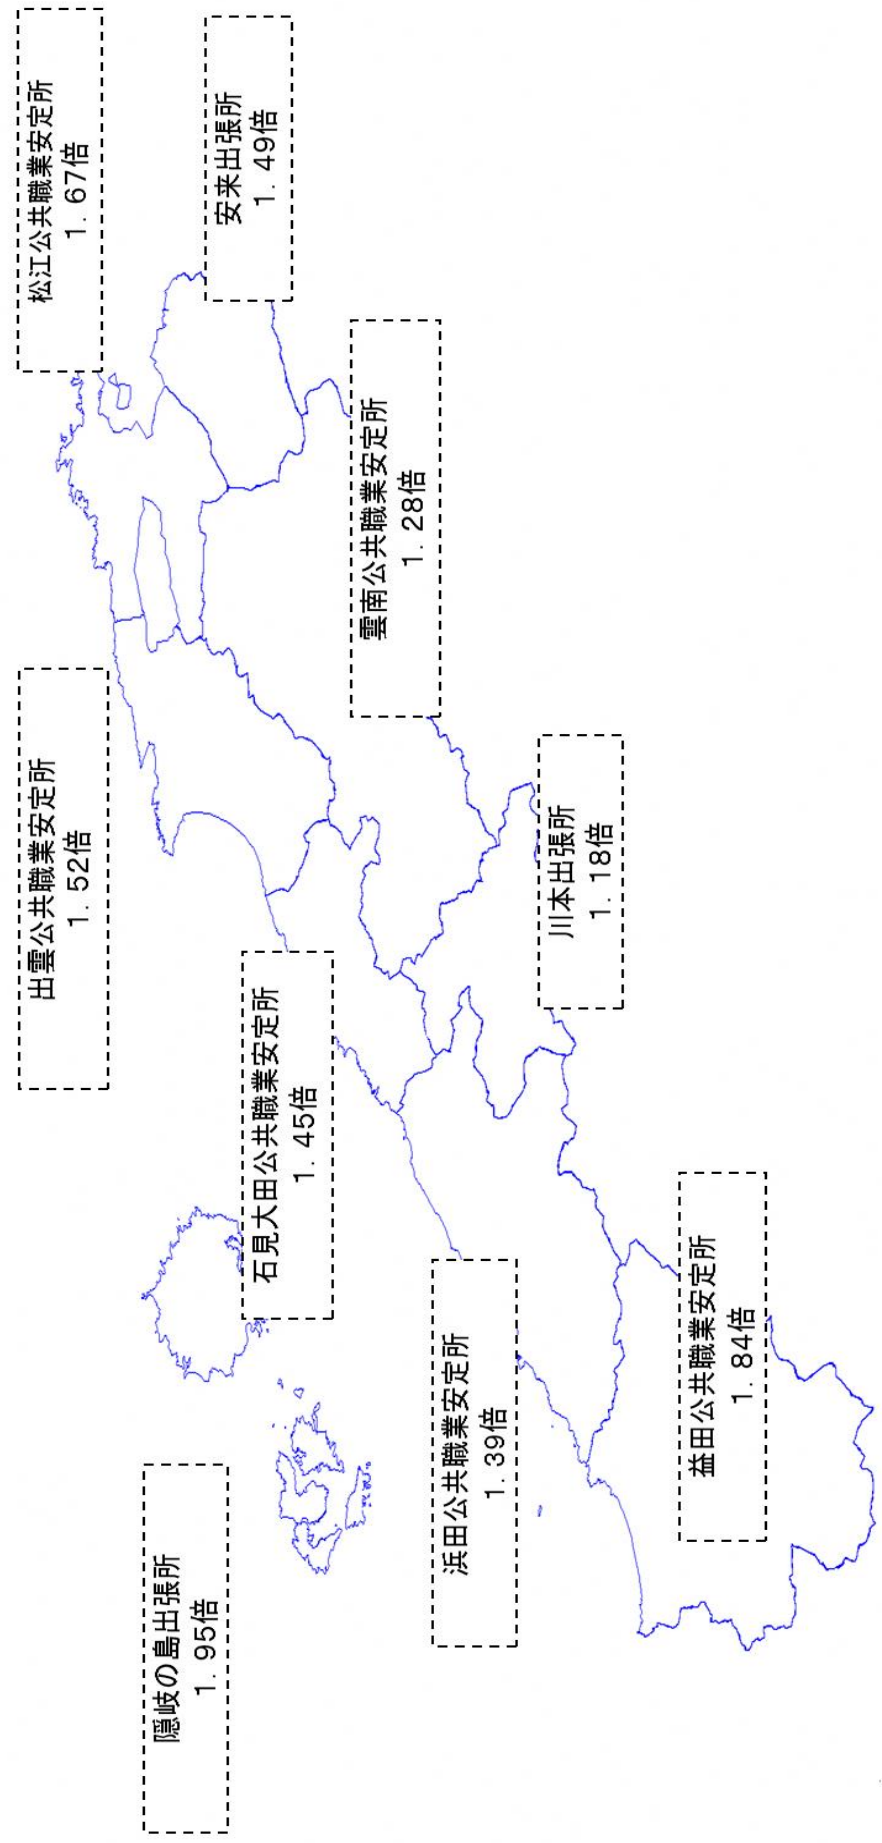 隠岐の島出張所
1. 95倍
出雲公共職業安定所
1. 52倍
松江公共職業安定所
1. 67倍
安来出張所
1. 49倍
石見大田公共職業安定所
1. 45倍
雲南公共職業安定所
1. 28倍
浜田公共職業安定所
1. 39倍
川本出張所
1. 18倍
益田公共職業安定所
1. 84倍